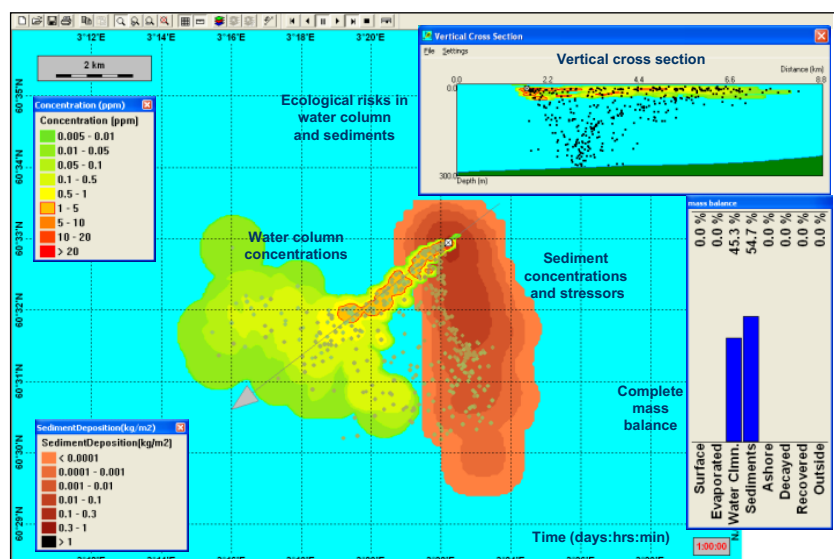 3°12'E 3°14'E 3°16'E 3°18'E 3°20'E
2 km
Vertical Cross Section
File Settings
Vertical cross section
Distance (km)
0.0 2.2 4.4 6.6 8.8
0.0
300.0
Depth (m)
Concentration (ppm)
Concentration (ppm)
0.005 - 0.01
0.01 - 0.05
0.05 - 0.1
0.1 - 0.5
0.5 - 1
1 - 5
5 - 10
10 - 20
> 20
Ecological risks in
water column
and sediments
60°35'N
60°34'N
60°33'N
60°32'N
60°31'N
60°30'N
60°29'N
Water column
concentrations
Sediment
concentrations
and stressors
Complete
mass
balance
mass balance
0.0 %
0.0 %
45.3 %
54.7 %
0.0 %
0.0 %
0.0 %
0.0 %
Surface
Evaporated
Water Clmn.
Sediments
Ashore
Decayed
Recovered
Outside
SedimentDeposition(kg/m2)
SedimentDeposition(kg/m2)
< 0.0001
0.0001 - 0.001
0.001 - 0.01
0.01 - 0.1
0.1 - 0.3
0.3 - 1
> 1
Time (days:hrs:min)
1:00:00